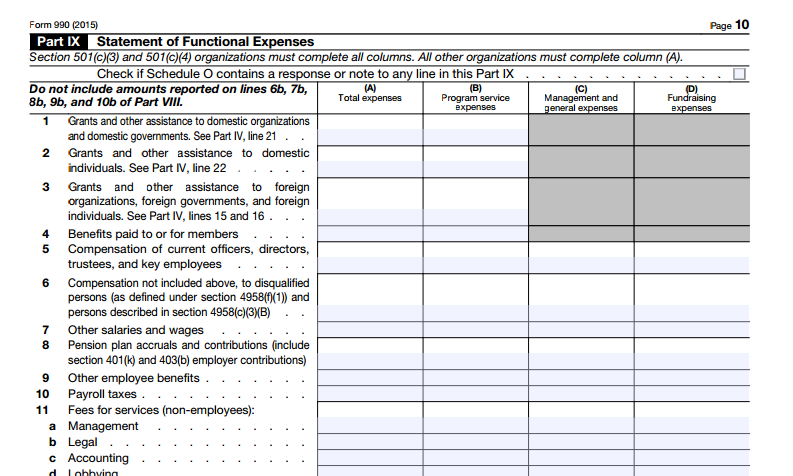 Form 990 (2015) Page 10
Part IX Statement of Functional Expenses
Section 501(c)(3) and 501(c)(4) organizations must complete all columns. All other organizations must complete column (A).
Check if Schedule O contains a response or note to any line in this Part IX . . . . . . . . . . . . .
Do not include amounts reported on lines 6b, 7b,
8b, 9b, and 10b of Part VIII.
(A)
Total expenses
(B)
Program service
expenses
(C)
Management and
general expenses
(D)
Fundraising
expenses
1 Grants and other assistance to domestic organizations
and domestic governments. See Part IV, line 21 . .
2 Grants and other assistance to domestic
individuals. See Part IV, line 22 . . . . .
3 Grants and other assistance to foreign
organizations, foreign governments, and foreign
individuals. See Part IV, lines 15 and 16 . . .
4 Benefits paid to or for members . . . .
5 Compensation of current officers, directors,
trustees, and key employees . . . . .
6 Compensation not included above, to disqualified
persons (as defined under section 4958(f)(1)) and
persons described in section 4958(c)(3)(B) . .
7 Other salaries and wages . . . . . .
8 Pension plan accruals and contributions (include
section 401(k) and 403(b) employer contributions)
9 Other employee benefits . . . . . . .
10 Payroll taxes . . . . . . . . . . .
11 Fees for services (non-employees):
a Management . . . . . . . . . .
b Legal . . . . . . . . . . . . .
c Accounting . . . . . . . . . . .
d Lobbying . . . . . . . . . . .